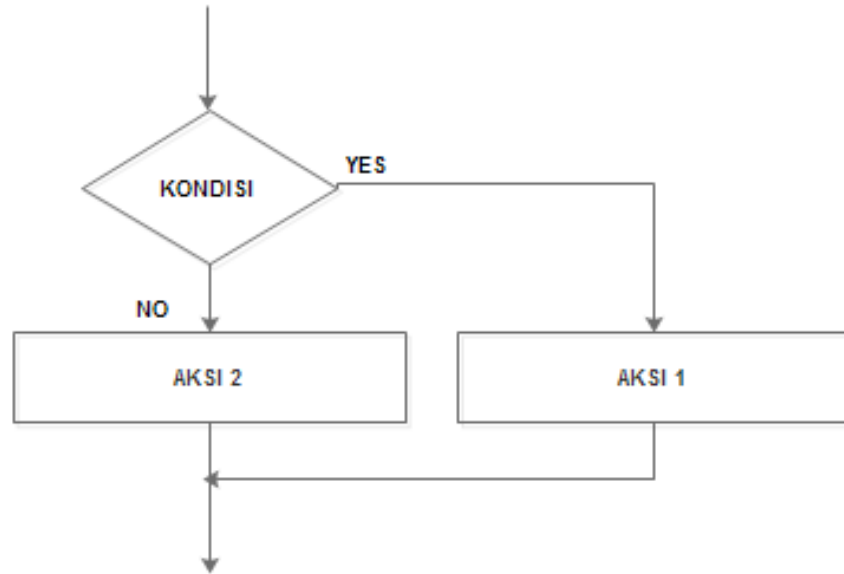 YES
KONDISI
NO
AKSI 2
AKSI 1